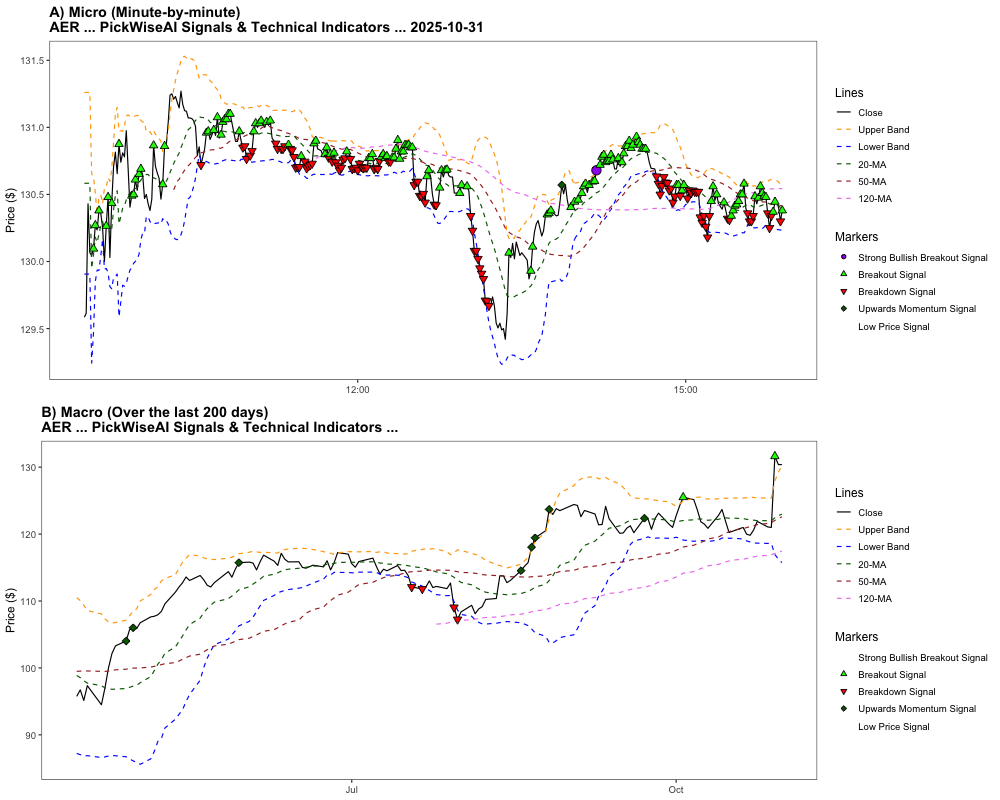 A) Micro (Minute-by-minute)
AER ... PickWiseAI Signals & Technical Indicators ... 2025-10-31
Price ($)
131.5
131.0
130.5
130.0
129.5
12:00
15:00
Lines
Close
Upper Band
Lower Band
20-MA
50-MA
120-MA
Markers
Strong Bullish Breakout Signal
Breakout Signal
Breakdown Signal
Upwards Momentum Signal
Low Price Signal
B) Macro (Over the last 200 days)
AER ... PickWiseAI Signals & Technical Indicators ...
Price ($)
130
120
110
100
90
Jul
Oct
Lines
Close
Upper Band
Lower Band
20-MA
50-MA
120-MA
Markers
Strong Bullish Breakout Signal
Breakout Signal
Breakdown Signal
Upwards Momentum Signal
Low Price Signal